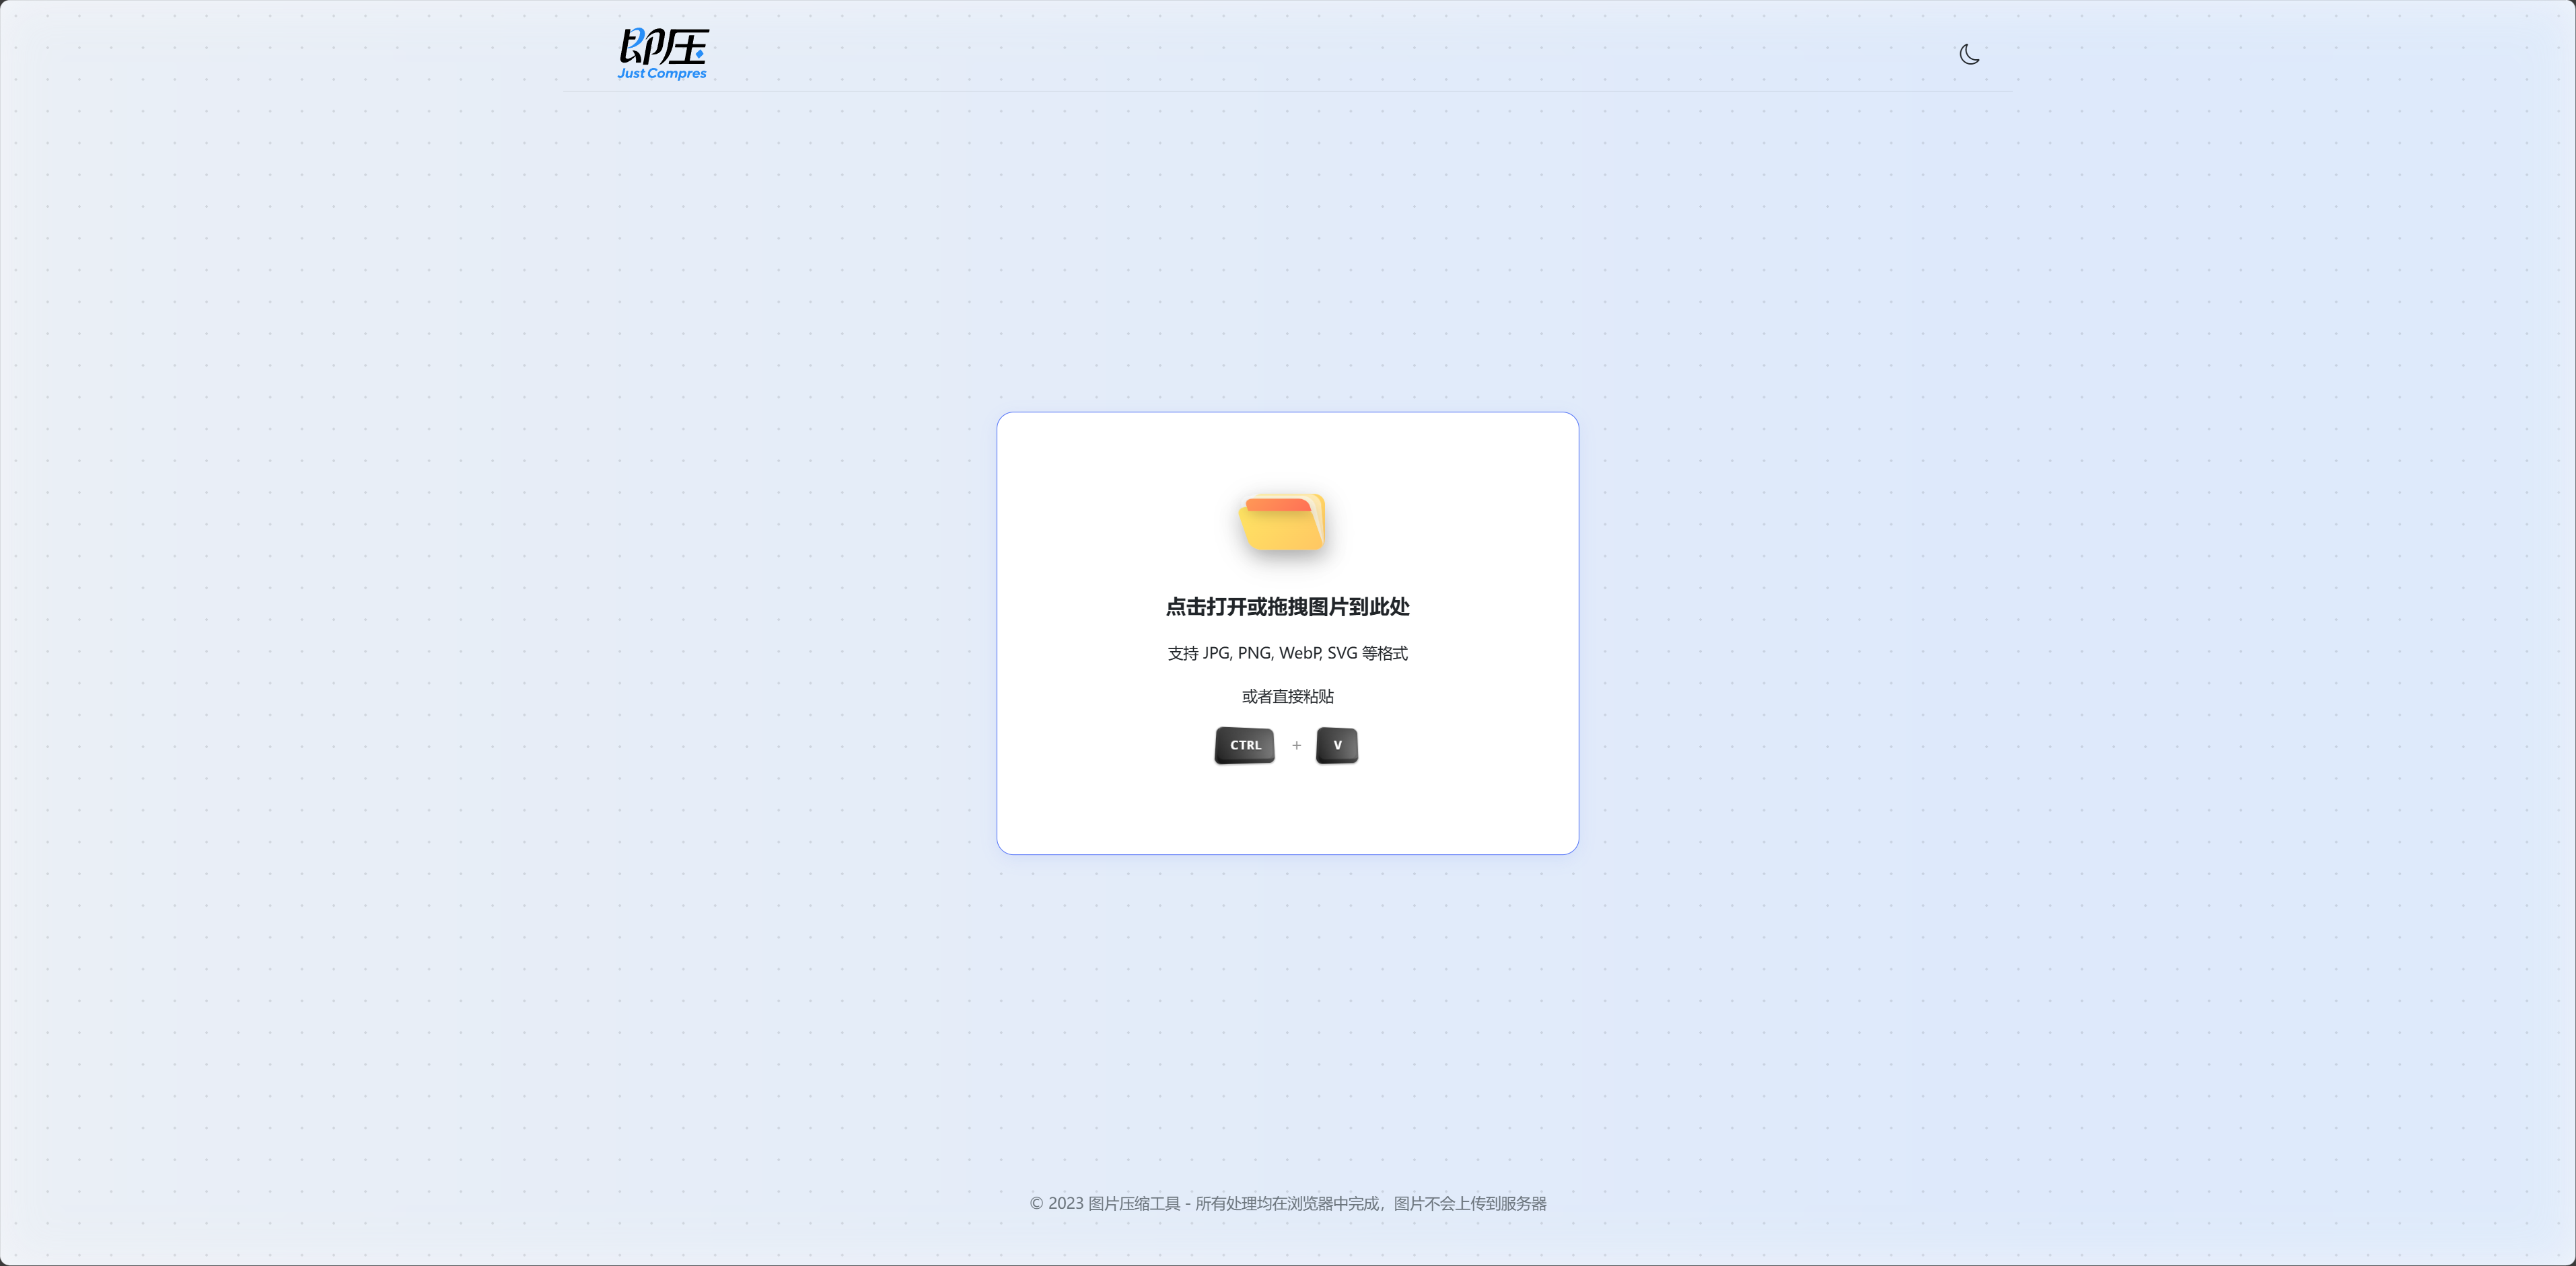 即压
Just Compres
点击打开或拖拽图片到此处
支持 JPG, PNG, WebP, SVG 等格式
或者直接粘贴
CTRL + V
© 2023 图片压缩工具 - 所有处理均在浏览器中完成，图片不会上传到服务器